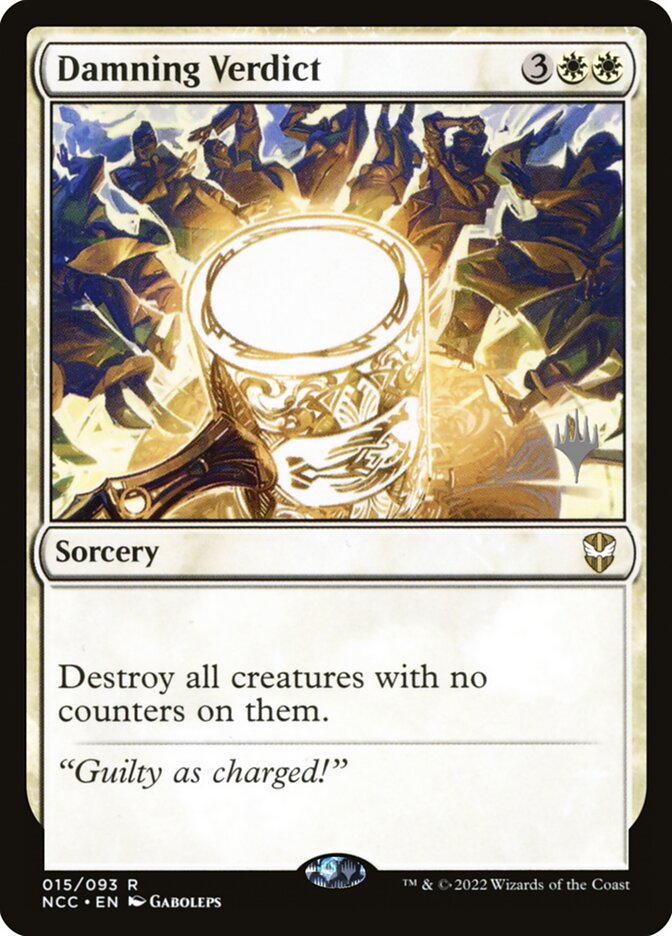 Damning Verdict 3
Sorcery
Destroy all creatures with no
counters on them.
“Guilty as charged!”
015/093 R
NCC • EN Gaboleps
™ & © 2022 Wizards of the Coast